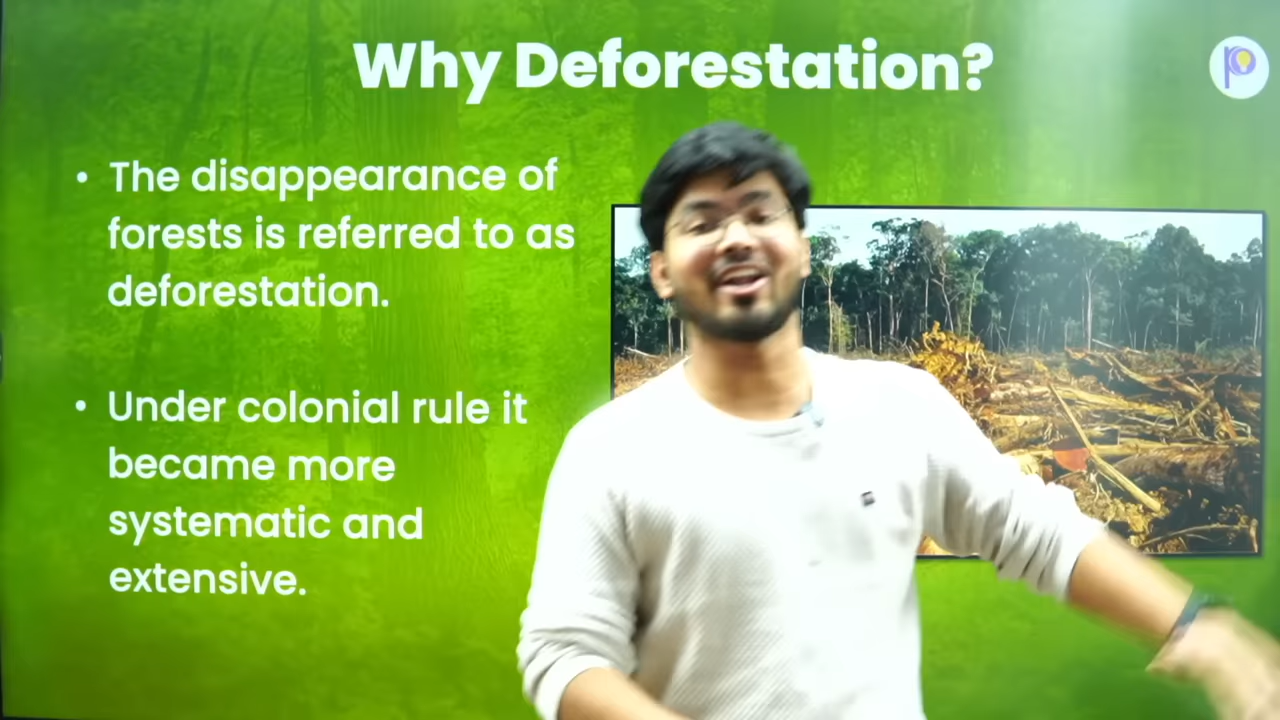 Why Deforestation?
• The disappearance of
forests is referred to as
deforestation.
• Under colonial rule it
became more
systematic and
extensive.